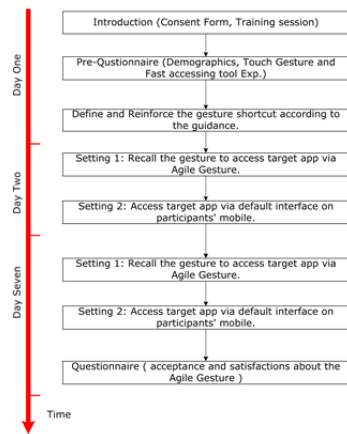 Introduction (Consent Form, Training session)
Day One
Pre-Qustionnaire (Demographics, Touch Gesture and
Fast accessing tool Exp.)
Define and Reinforce the gesture shortcut according to
the guidance.
Day Two
Setting 1: Recall the gesture to access target app via
Agile Gesture.
Setting 2: Access target app via default interface on
participants' mobile.
Day Seven
Setting 1: Recall the gesture to access target app via
Agile Gesture.
Setting 2: Access target app via default interface on
participants' mobile.
Questionnaire ( acceptance and satisfactions about the
Agile Gesture )
Time